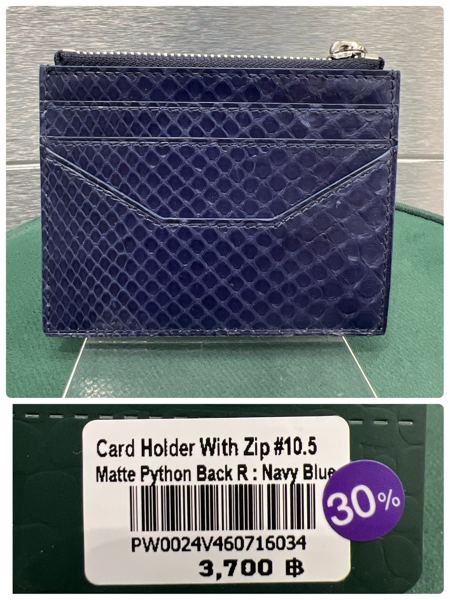 Card Holder With Zip #10.5
Matte Python Back R : Navy Blue
30%
PW0024V460716034
3,700 ฿